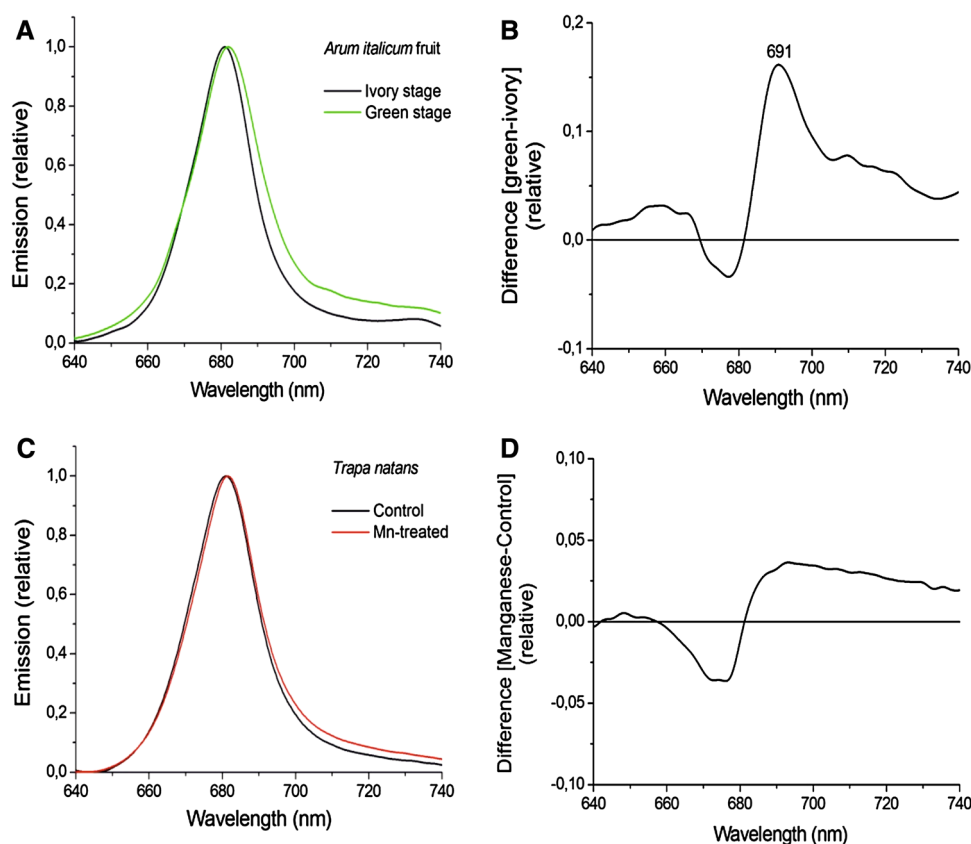 A
Arum italicum fruit
Ivory stage
Green stage
Emission (relative)
1,0
0,8
0,6
0,4
0,2
0,0
640 660 680 700 720 740
Wavelength (nm)
B
691
Difference [green-ivory]
(relative)
0,2
0,1
0,0
-0,1
640 660 680 700 720 740
Wavelength (nm)
C
Trapa natans
Control
Mn-treated
Emission (relative)
1,0
0,8
0,6
0,4
0,2
0,0
640 660 680 700 720 740
Wavelength (nm)
D
Difference [Manganese-Control]
(relative)
0,10
0,05
0,00
-0,05
-0,10
640 660 680 700 720 740
Wavelength (nm)